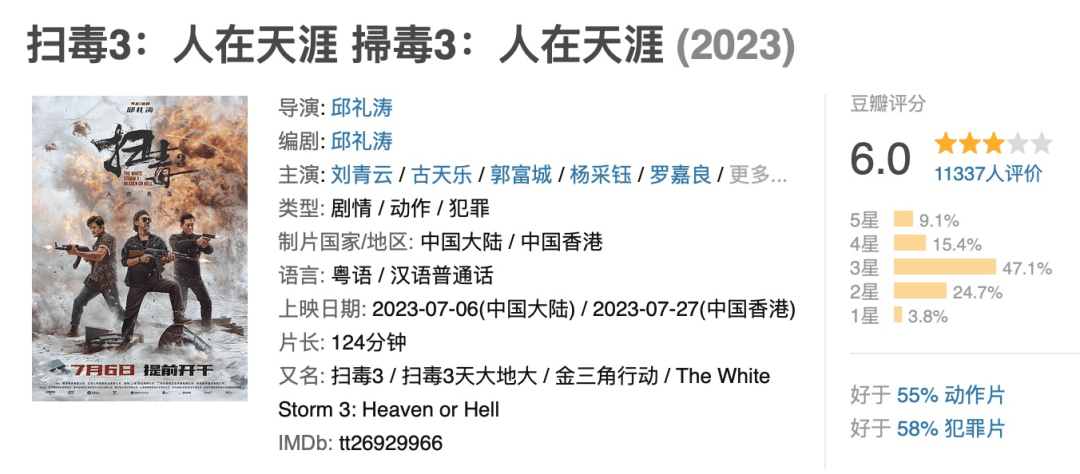 扫毒3：人在天涯 掃毒3：人在天涯 (2023)
邱礼涛
扫毒3
THE WHITE
STORM 3
HEAVEN OR HELL
人在天涯
7月6日 提前开干
导演: 邱礼涛
编剧: 邱礼涛
主演: 刘青云 / 古天乐 / 郭富城 / 杨采钰 / 罗嘉良 / 更多...
类型: 剧情 / 动作 / 犯罪
制片国家/地区: 中国大陆 / 中国香港
语言: 粤语 / 汉语普通话
上映日期: 2023-07-06(中国大陆) / 2023-07-27(中国香港)
片长: 124分钟
又名: 扫毒3 / 扫毒3天大地大 / 金三角行动 / The White
Storm 3: Heaven or Hell
IMDb: tt26929966
豆瓣评分
6.0
11337人评价
5星 9.1%
4星 15.4%
3星 47.1%
2星 24.7%
1星 3.8%
好于 55% 动作片
好于 58% 犯罪片